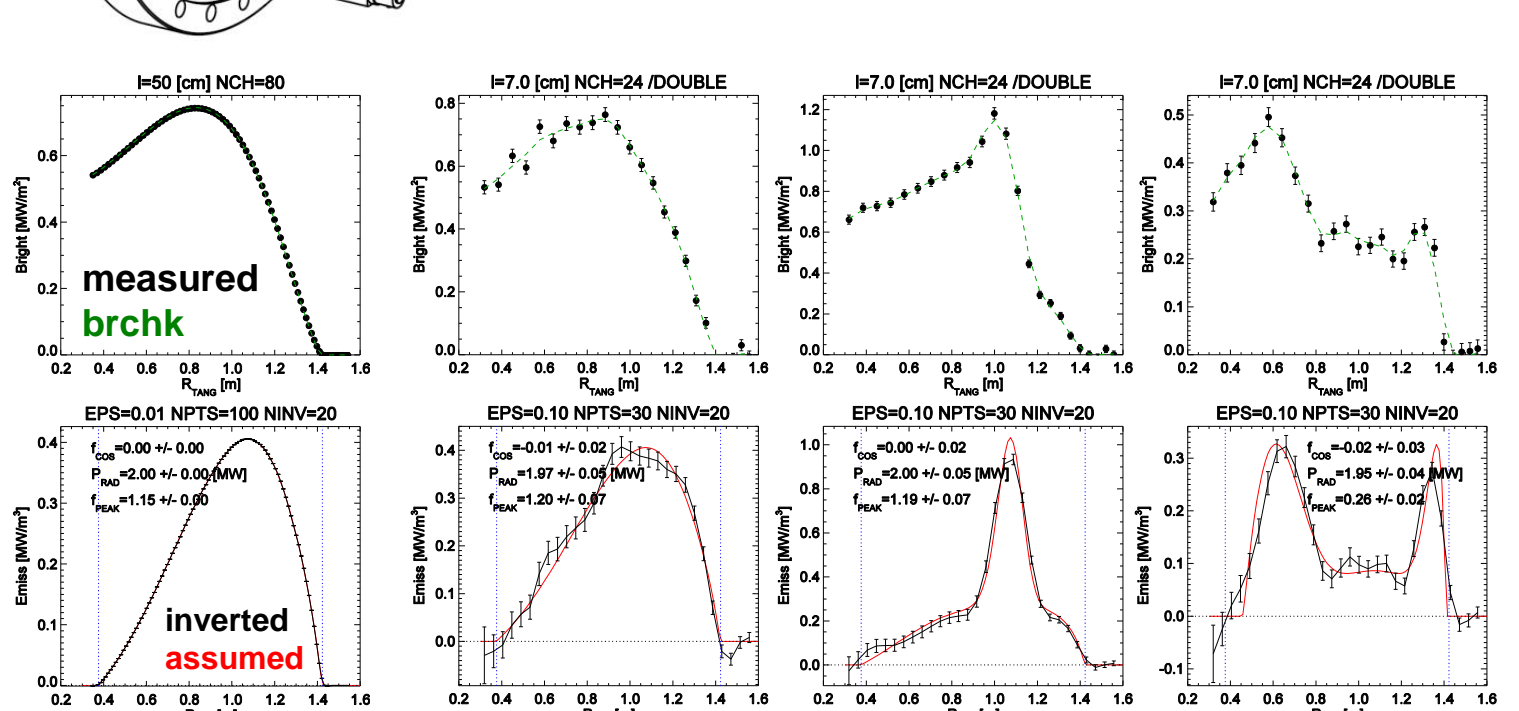 l=50 [cm] NCH=80
l=7.0 [cm] NCH=24 /DOUBLE
l=7.0 [cm] NCH=24 /DOUBLE
l=7.0 [cm] NCH=24 /DOUBLE
Bright [MW/m²]
0.6
0.4
0.2
0.0
measured
brchk
0.2 0.4 0.6 0.8 1.0 1.2 1.4 1.6
R_TANG [m]
Bright [MW/m²]
0.8
0.6
0.4
0.2
0.0
0.2 0.4 0.6 0.8 1.0 1.2 1.4 1.6
R_TANG [m]
Bright [MW/m²]
1.2
1.0
0.8
0.6
0.4
0.2
0.0
0.2 0.4 0.6 0.8 1.0 1.2 1.4 1.6
R_TANG [m]
Bright [MW/m²]
0.5
0.4
0.3
0.2
0.1
0.0
0.2 0.4 0.6 0.8 1.0 1.2 1.4 1.6
R_TANG [m]
EPS=0.01 NPTS=100 NINV=20
EPS=0.10 NPTS=30 NINV=20
EPS=0.10 NPTS=30 NINV=20
EPS=0.10 NPTS=30 NINV=20
Emiss [MW/m³]
0.4
0.3
0.2
0.1
0.0
f_COS=0.00 +/- 0.00
P_RAD=2.00 +/- 0.00 [MW]
f_PEAK=1.15 +/- 0.00
inverted
assumed
0.2 0.4 0.6 0.8 1.0 1.2 1.4 1.6
Emiss [MW/m³]
0.4
0.3
0.2
0.1
0.0
f_COS=-0.01 +/- 0.02
P_RAD=1.97 +/- 0.05 [MW]
f_PEAK=1.20 +/- 0.07
0.2 0.4 0.6 0.8 1.0 1.2 1.4 1.6
Emiss [MW/m³]
1.0
0.8
0.6
0.4
0.2
0.0
f_COS=0.00 +/- 0.02
P_RAD=2.00 +/- 0.05 [MW]
f_PEAK=1.19 +/- 0.07
0.2 0.4 0.6 0.8 1.0 1.2 1.4 1.6
Emiss [MW/m³]
0.3
0.2
0.1
0.0
-0.1
f_COS=-0.02 +/- 0.03
P_RAD=1.95 +/- 0.04 [MW]
f_PEAK=0.26 +/- 0.02
0.2 0.4 0.6 0.8 1.0 1.2 1.4 1.6